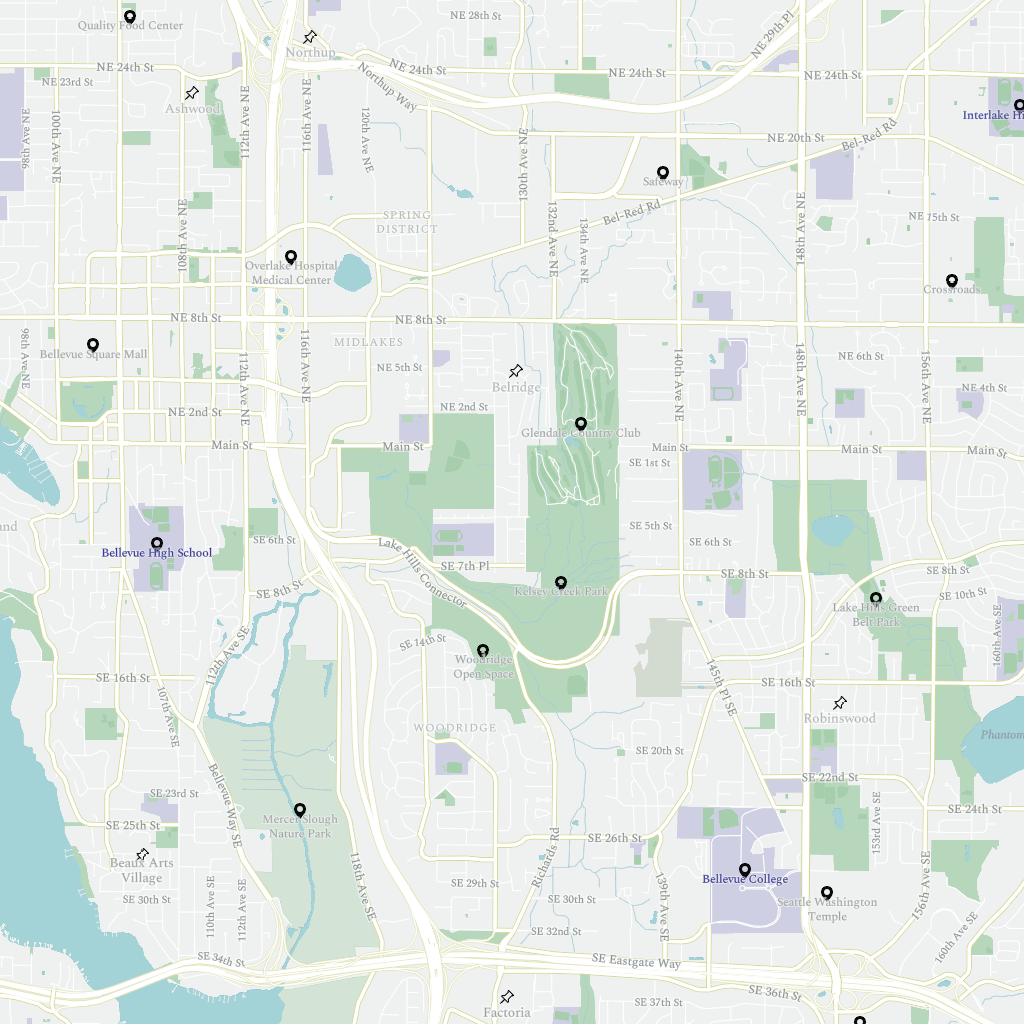 NE 28th St
NE 29th Pl
Quality Food Center
Northup
NE 24th St
NE 24th St
NE 24th St
NE 24th St
NE 23rd St
Northup Way
Ashwood
112th Ave NE
116th Ave NE
120th Ave NE
98th Ave NE
100th Ave NE
130th Ave NE
NE 20th St
Bel-Red Rd
Safeway
Bel-Red Rd
108th Ave NE
SPRING
DISTRICT
132nd Ave NE
134th Ave NE
148th Ave NE
NE 75th St
Overlake Hospital
Medical Center
Crossroads
NE 8th St
NE 8th St
98th Ave NE
Bellevue Square Mall
112th Ave NE
116th Ave NE
MIDLAKES
NE 5th St
Belridge
140th Ave NE
148th Ave NE
NE 6th St
156th Ave NE
NE 4th St
NE 2nd St
NE 2nd St
Glendale Country Club
Main St
Main St
Main St
Main St
Main St
SE 1st St
SE 5th St
SE 6th St
SE 6th St
Bellevue High School
Lake Hills Connector
SE 7th Pl
SE 8th St
SE 8th St
SE 8th St
Kelsey Creek Park
Lake Hills Green
Belt Park
SE 10th St
160th Ave SE
112th Ave SE
SE 14th St
Woodridge
Open Space
SE 16th St
SE 16th St
145th Pl SE
107th Ave SE
WOODRIDGE
Robinswood
Phantom
SE 20th St
SE 22nd St
Bellevue Way SE
SE 23rd St
SE 24th St
Mercer Slough
Nature Park
SE 25th St
SE 26th St
153rd Ave SE
Beaux Arts
Village
Richards Rd
118th Ave SE
SE 29th St
SE 30th St
SE 30th St
110th Ave SE
112th Ave SE
139th Ave SE
Bellevue College
Seattle Washington
Temple
156th Ave SE
160th Ave SE
SE 32nd St
SE 34th St
SE Eastgate Way
SE 36th St
SE 37th St
Factoria